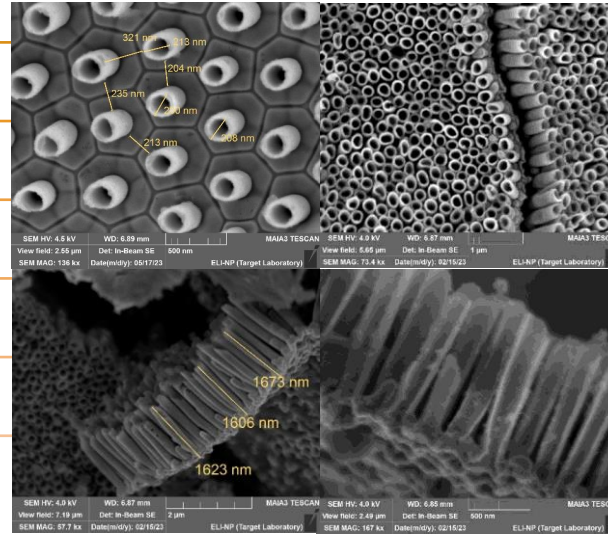 321 nm
213 nm
204 nm
235 nm
208 nm
213 nm
SEM HV: 4.5 kV WD: 6.89 mm MAIA3 TESCAN
View field: 2.55 µm Det: In-Beam SE 500 nm
SEM MAG: 136 kx Date(m/d/y): 05/17/23 ELI-NP (Target Laboratory)
SEM HV: 4.0 kV WD: 6.87 mm MAIA3 TESCAN
View field: 5.65 µm Det: In-Beam SE 1 µm
SEM MAG: 73.4 kx Date(m/d/y): 02/15/23 ELI-NP (Target Laboratory)
1673 nm
1606 nm
1623 nm
SEM HV: 4.0 kV WD: 6.87 mm MAIA3 TESCAN
View field: 7.19 µm Det: In-Beam SE 2 µm
SEM MAG: 57.7 kx Date(m/d/y): 02/15/23 ELI-NP (Target Laboratory)
SEM HV: 4.0 kV WD: 6.85 mm MAIA3 TESCAN
View field: 2.49 µm Det: In-Beam SE 500 nm
SEM MAG: 167 kx Date(m/d/y): 02/15/23 ELI-NP (Target Laboratory)